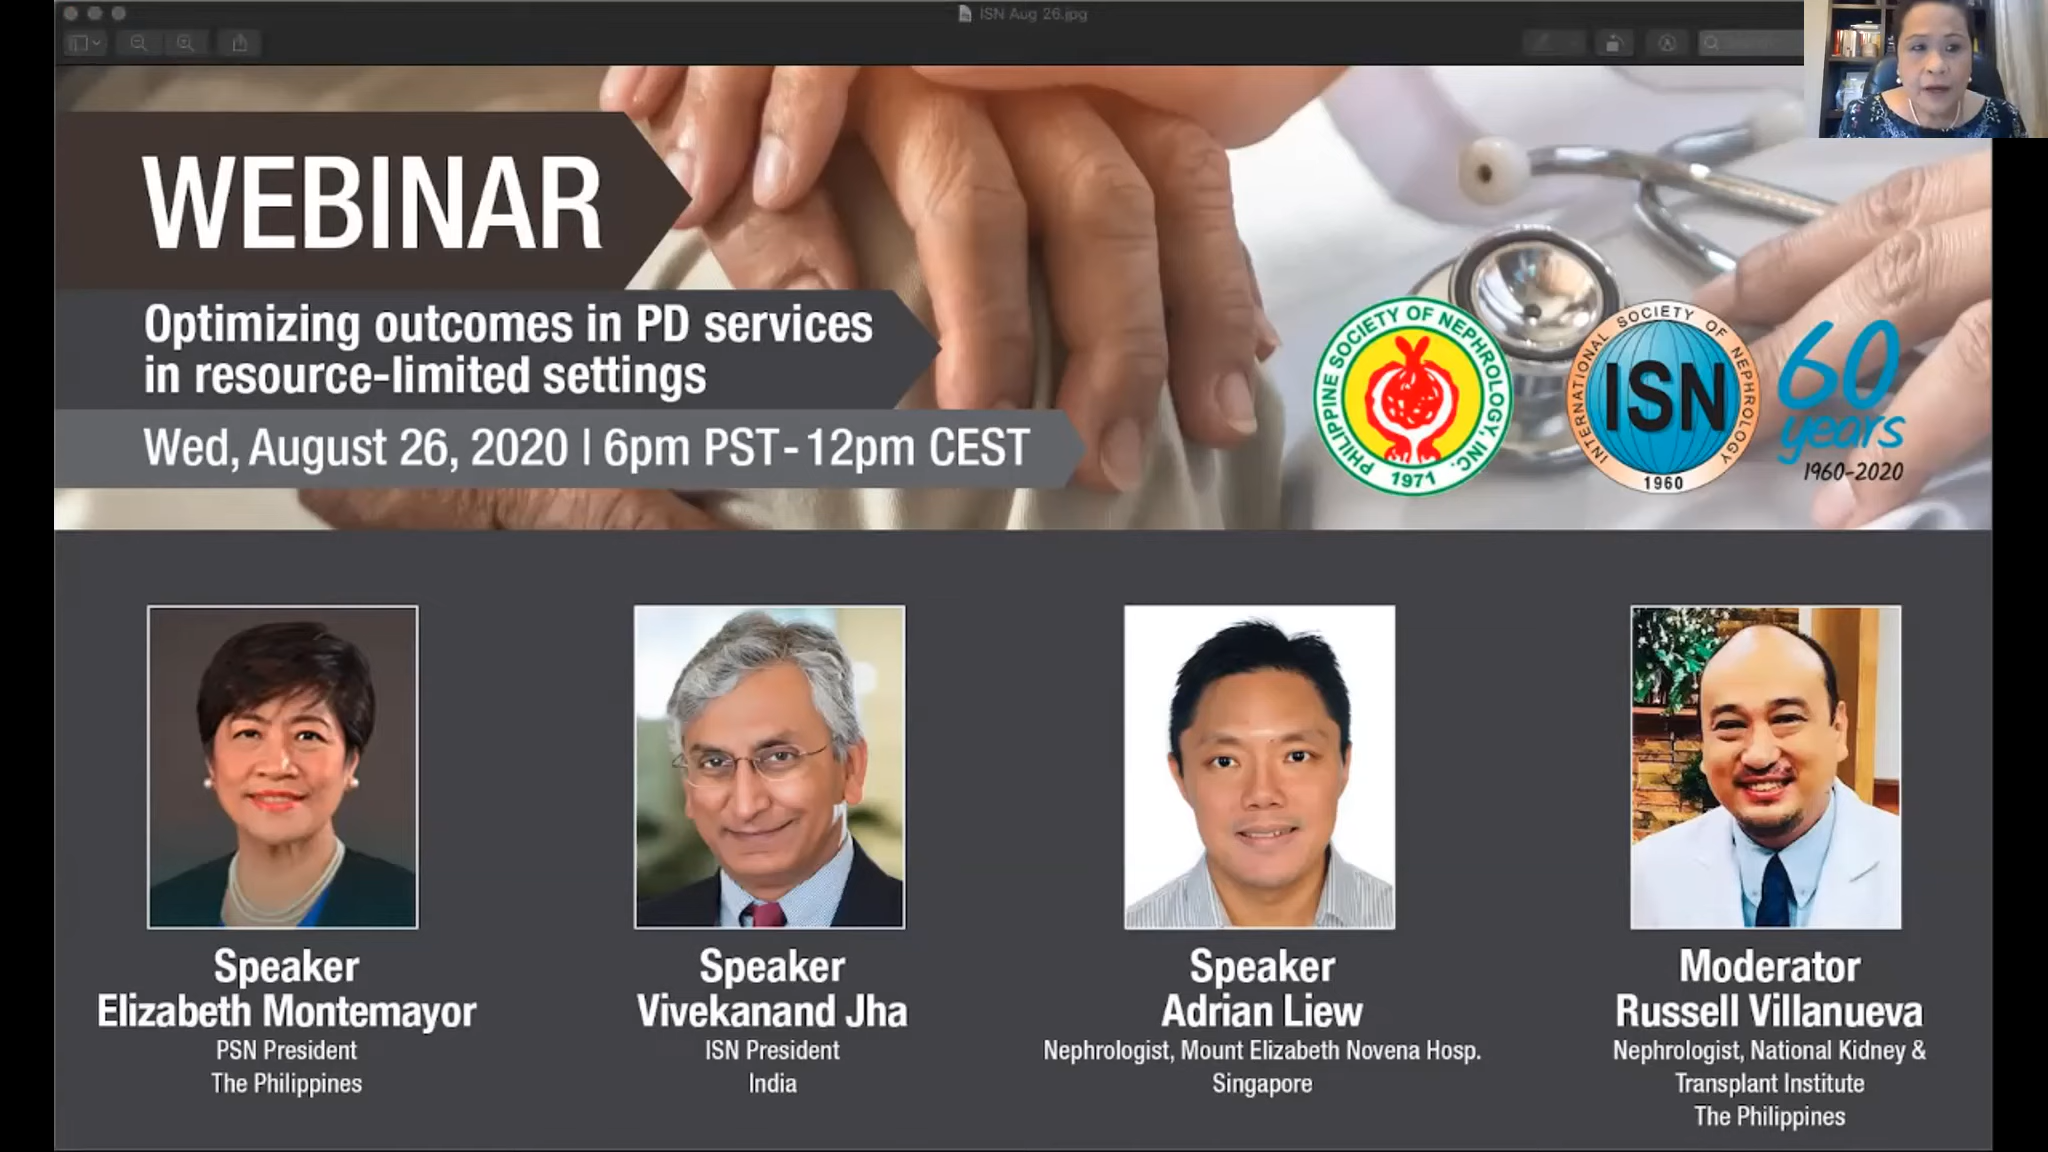 ISN Aug 26.jpg
WEBINAR
Optimizing outcomes in PD services
in resource-limited settings
Wed, August 26, 2020 | 6pm PST - 12pm CEST
PHILIPPINE SOCIETY OF NEPHROLOGY, INC.
1971
INTERNATIONAL SOCIETY OF NEPHROLOGY
ISN
1960
60
years
1960-2020
Speaker
Elizabeth Montemayor
PSN President
The Philippines
Speaker
Vivekanand Jha
ISN President
India
Speaker
Adrian Liew
Nephrologist, Mount Elizabeth Novena Hosp.
Singapore
Moderator
Russell Villanueva
Nephrologist, National Kidney &
Transplant Institute
The Philippines